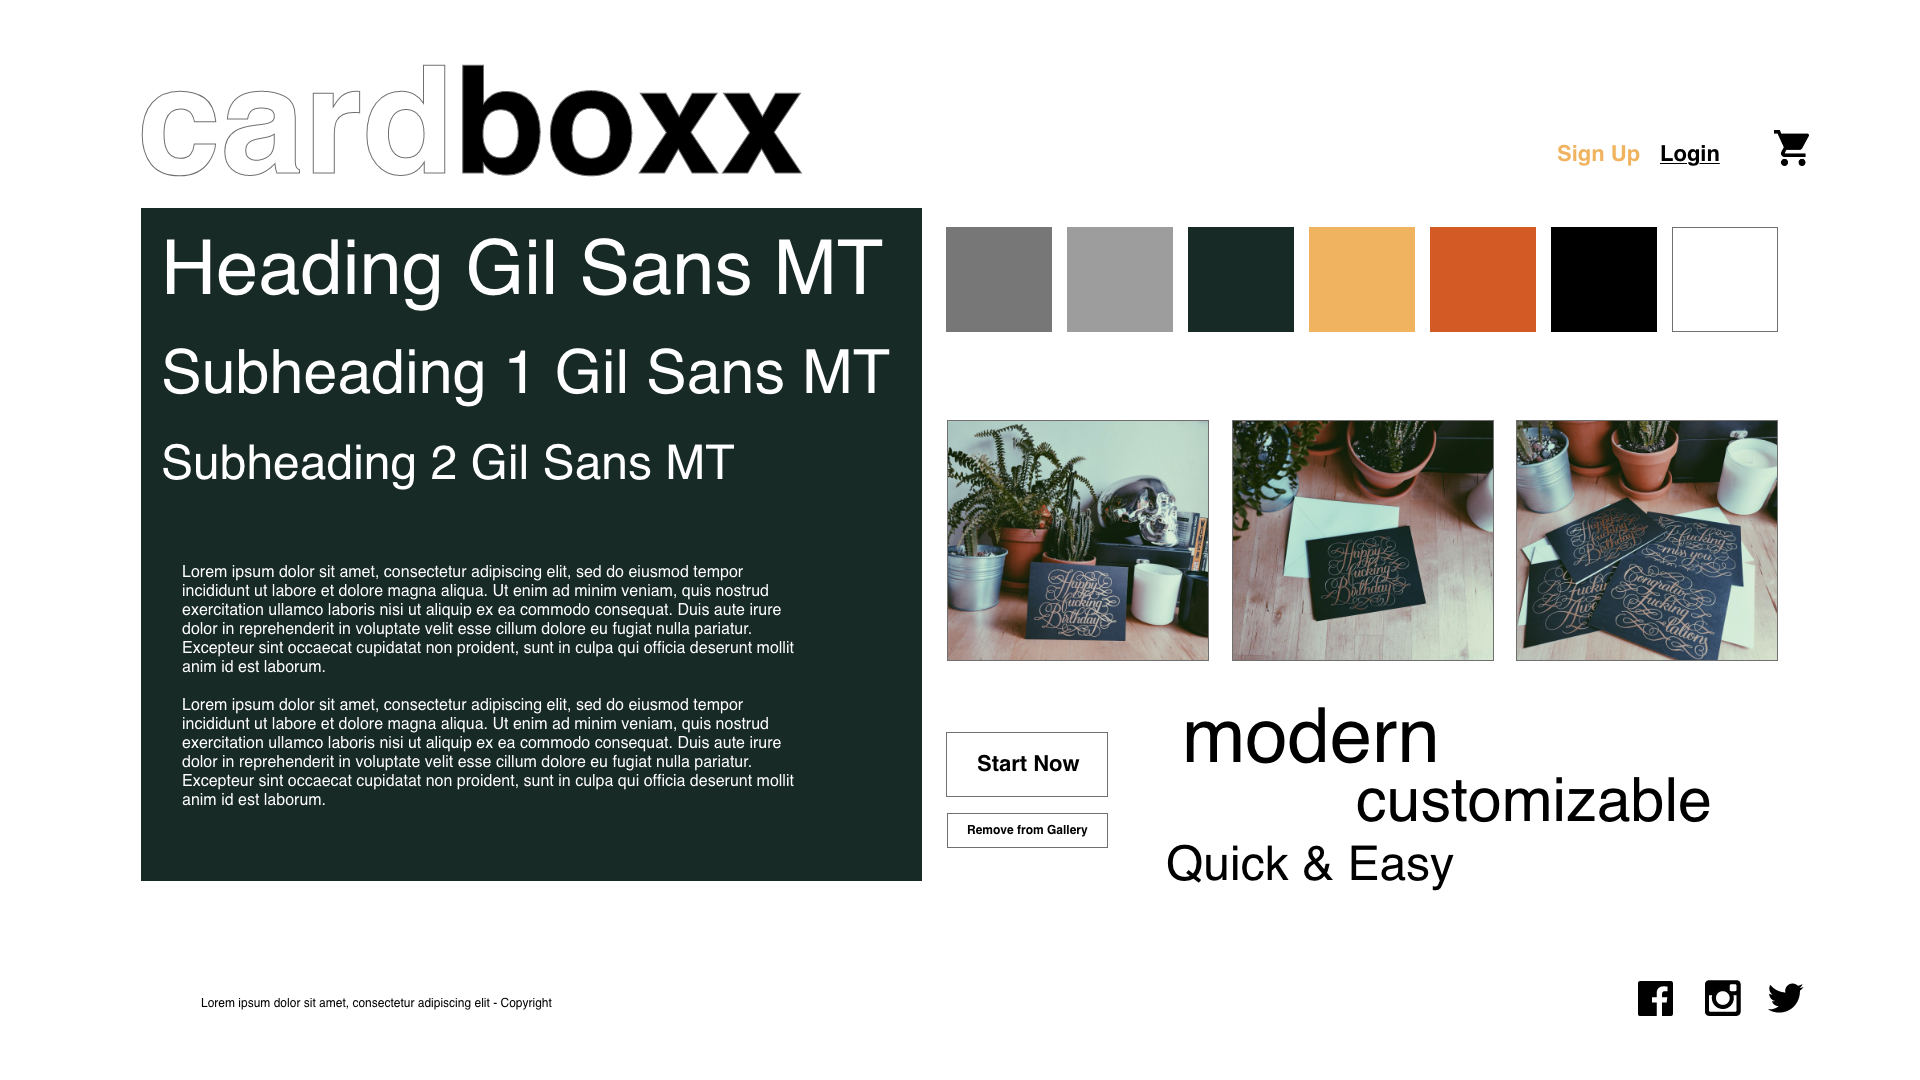 cardboxx
Sign Up Login
Heading Gil Sans MT
Subheading 1 Gil Sans MT
Subheading 2 Gil Sans MT
Lorem ipsum dolor sit amet, consectetur adipiscing elit, sed do eiusmod tempor
incididunt ut labore et dolore magna aliqua. Ut enim ad minim veniam, quis nostrud
exercitation ullamco laboris nisi ut aliquip ex ea commodo consequat. Duis aute irure
dolor in reprehenderit in voluptate velit esse cillum dolore eu fugiat nulla pariatur.
Excepteur sint occaecat cupidatat non proident, sunt in culpa qui officia deserunt mollit
anim id est laborum.
Lorem ipsum dolor sit amet, consectetur adipiscing elit, sed do eiusmod tempor
incididunt ut labore et dolore magna aliqua. Ut enim ad minim veniam, quis nostrud
exercitation ullamco laboris nisi ut aliquip ex ea commodo consequat. Duis aute irure
dolor in reprehenderit in voluptate velit esse cillum dolore eu fugiat nulla pariatur.
Excepteur sint occaecat cupidatat non proident, sunt in culpa qui officia deserunt mollit
anim id est laborum.
Happy
Fucking
Birthday
Happy
Fucking
Birthday
Happy
Fucking
Birthday
Fucking
miss you
Congrats
Fucking
lations
Start Now
Remove from Gallery
modern
customizable
Quick & Easy
Lorem ipsum dolor sit amet, consectetur adipiscing elit - Copyright